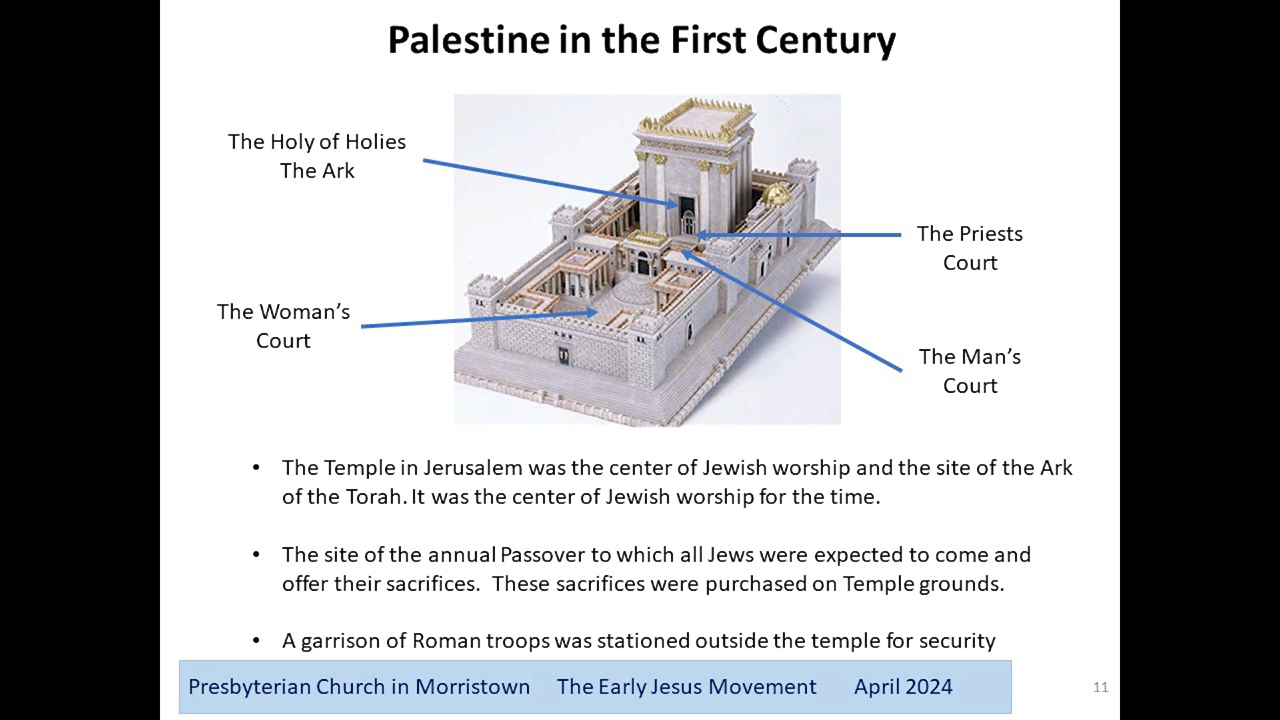 Palestine in the First Century
The Holy of Holies
The Ark
The Priests
Court
The Woman's
Court
The Man's
Court
• The Temple in Jerusalem was the center of Jewish worship and the site of the Ark
of the Torah. It was the center of Jewish worship for the time.
• The site of the annual Passover to which all Jews were expected to come and
offer their sacrifices.  These sacrifices were purchased on Temple grounds.
• A garrison of Roman troops was stationed outside the temple for security
Presbyterian Church in Morristown    The Early Jesus Movement    April 2024
11